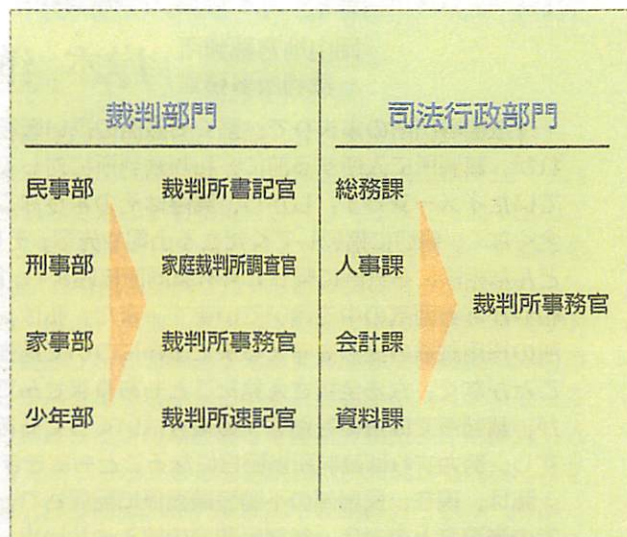 裁判部門
民事部 裁判所書記官
刑事部 家庭裁判所調査官
家事部 裁判所事務官
少年部 裁判所速記官
司法行政部門
総務課
人事課
裁判所事務官
会計課
資料課